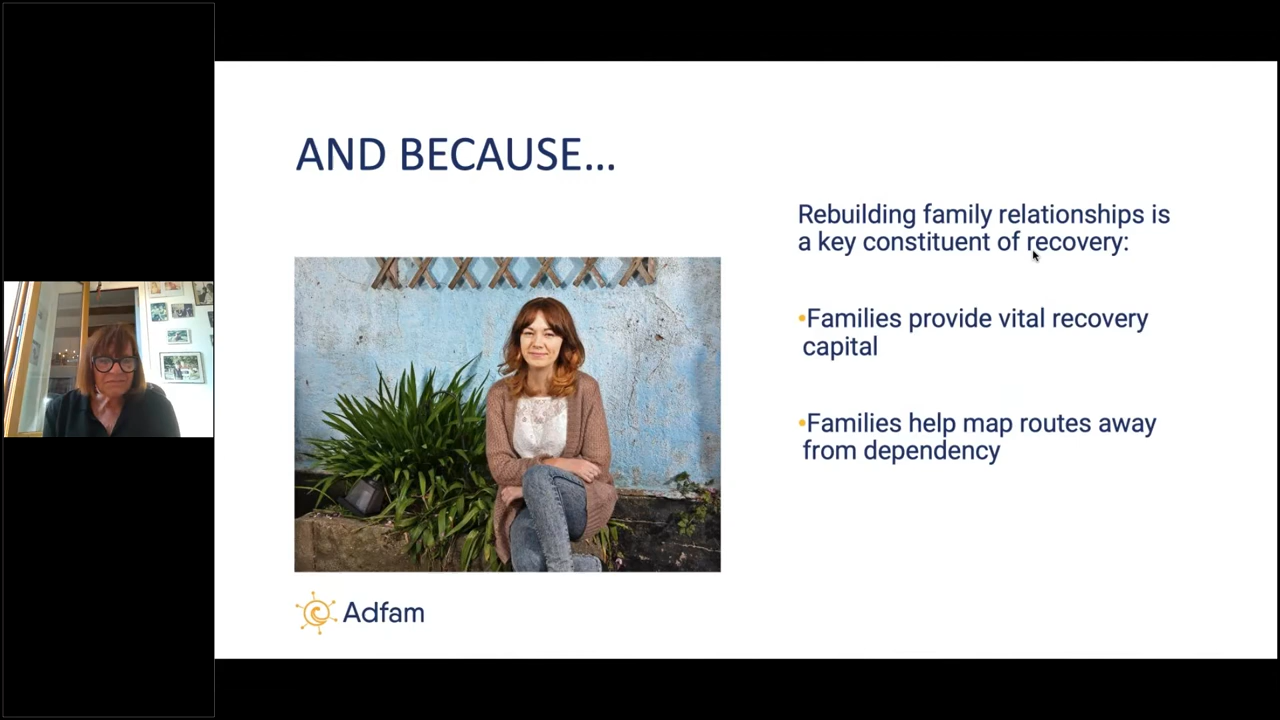 AND BECAUSE...
Rebuilding family relationships is
a key constituent of recovery:
•Families provide vital recovery
capital
•Families help map routes away
from dependency
Adfam